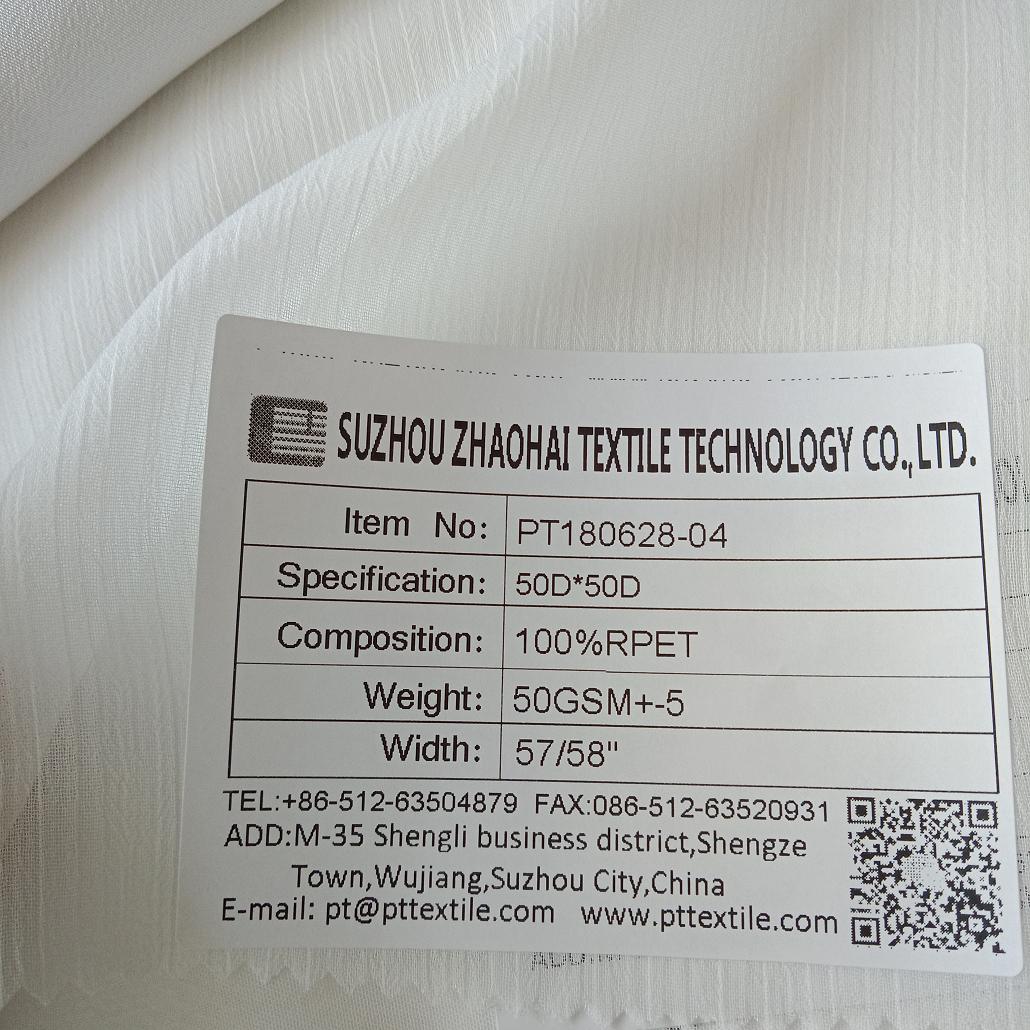 SUZHOU ZHAOHAI TEXTILE TECHNOLOGY CO.,LTD.
Item No: PT180628-04
Specification: 50D*50D
Composition: 100%RPET
Weight: 50GSM+-5
Width: 57/58"
TEL:+86-512-63504879 FAX:086-512-63520931
ADD:M-35 Shengli business district,Shengze
Town,Wujiang,Suzhou City,China
E-mail: pt@pttextile.com www.pttextile.com